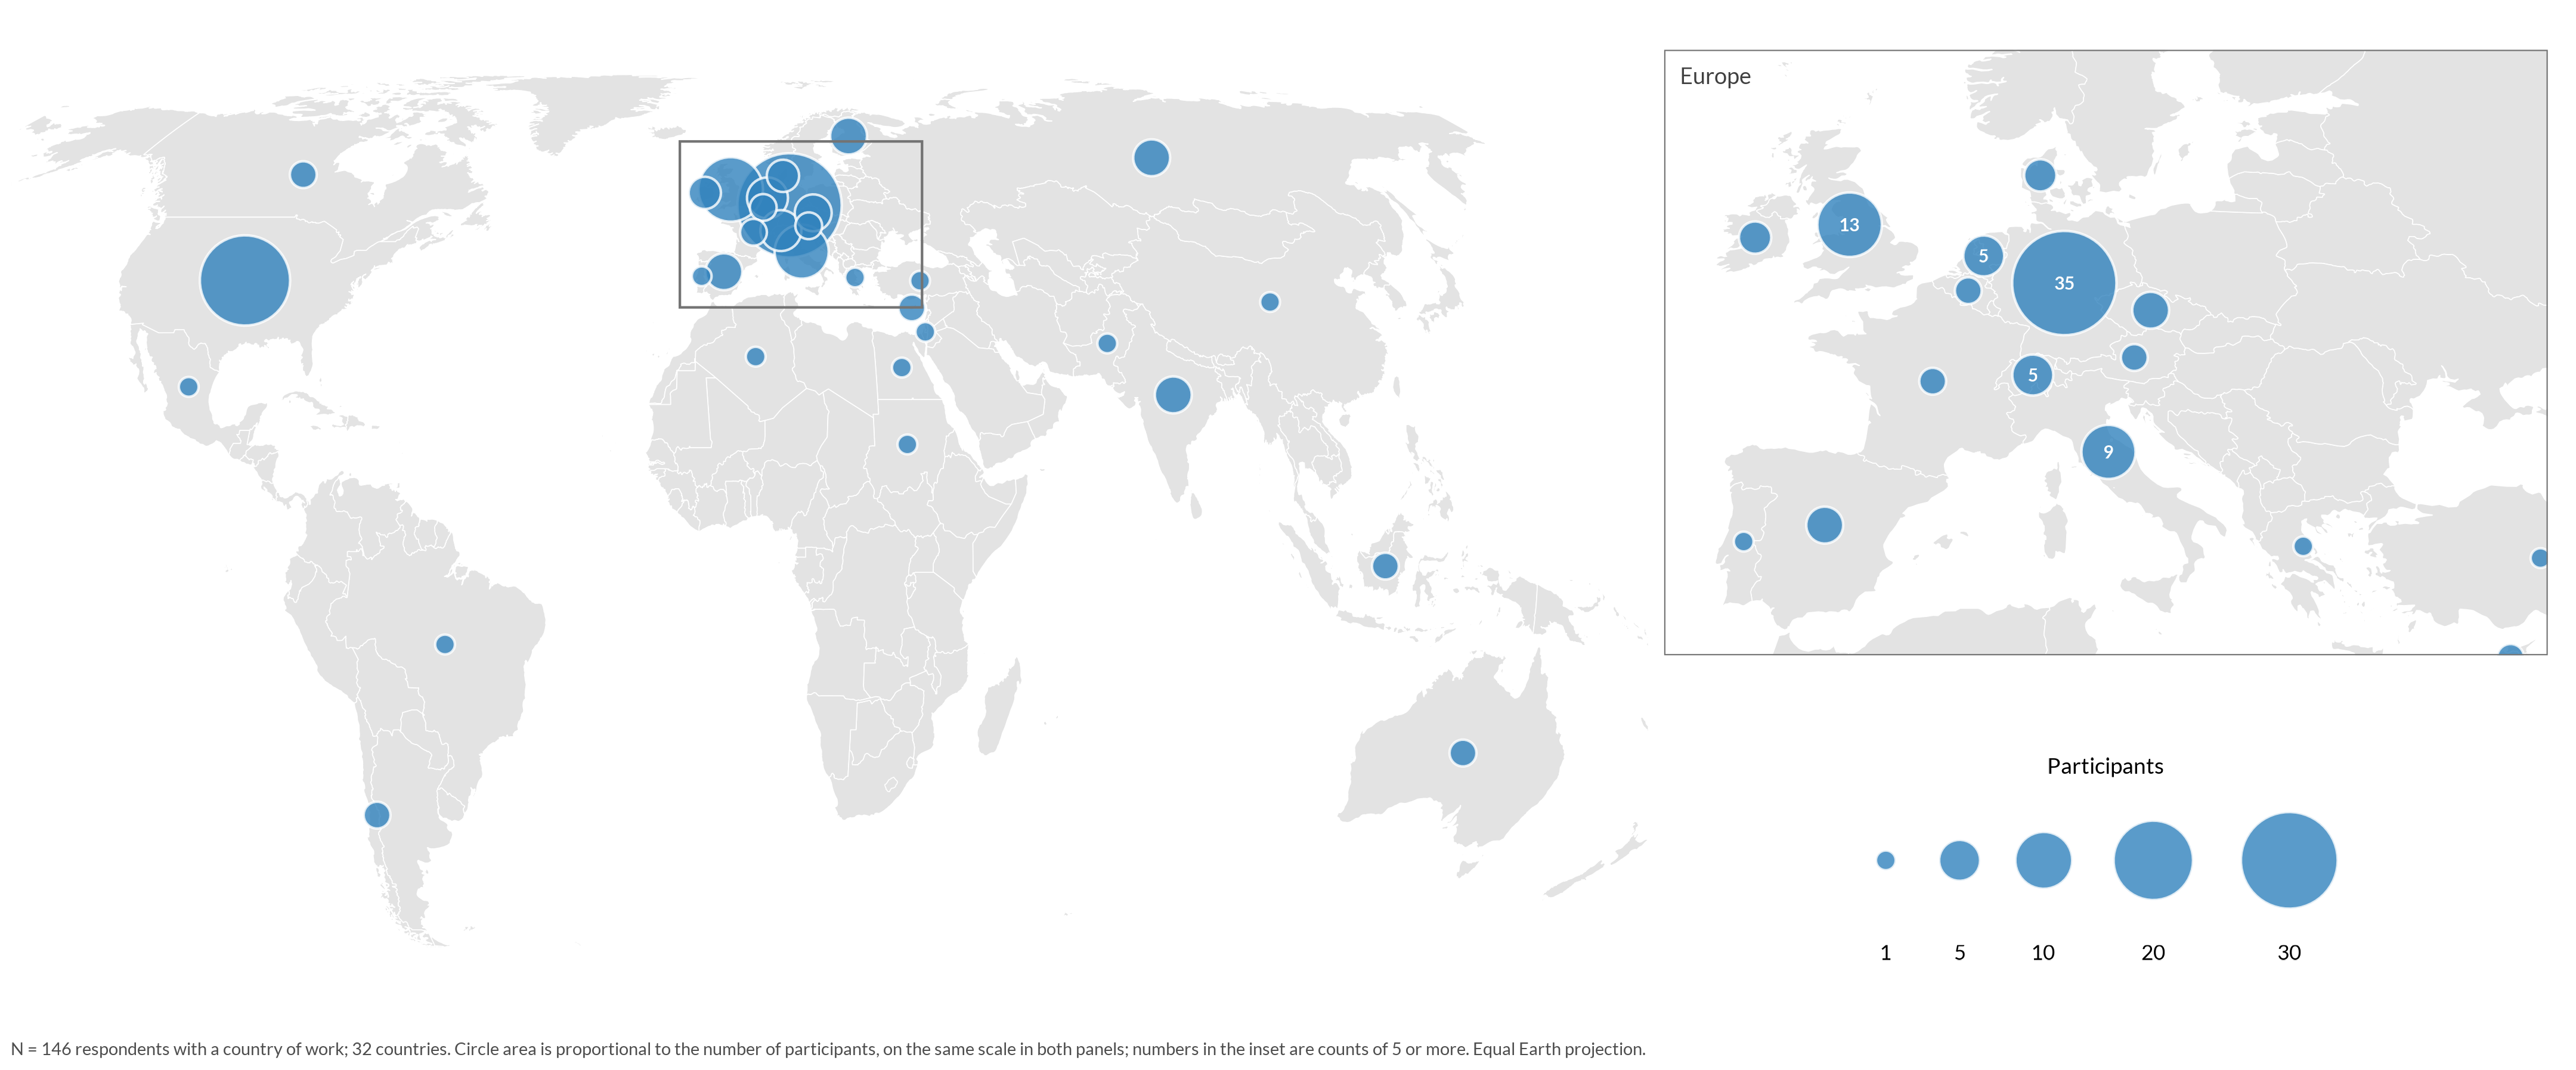 Europe
13
5
35
5
9
Participants
1 5 10 20 30
N = 146 respondents with a country of work; 32 countries. Circle area is proportional to the number of participants, on the same scale in both panels; numbers in the inset are counts of 5 or more. Equal Earth projection.